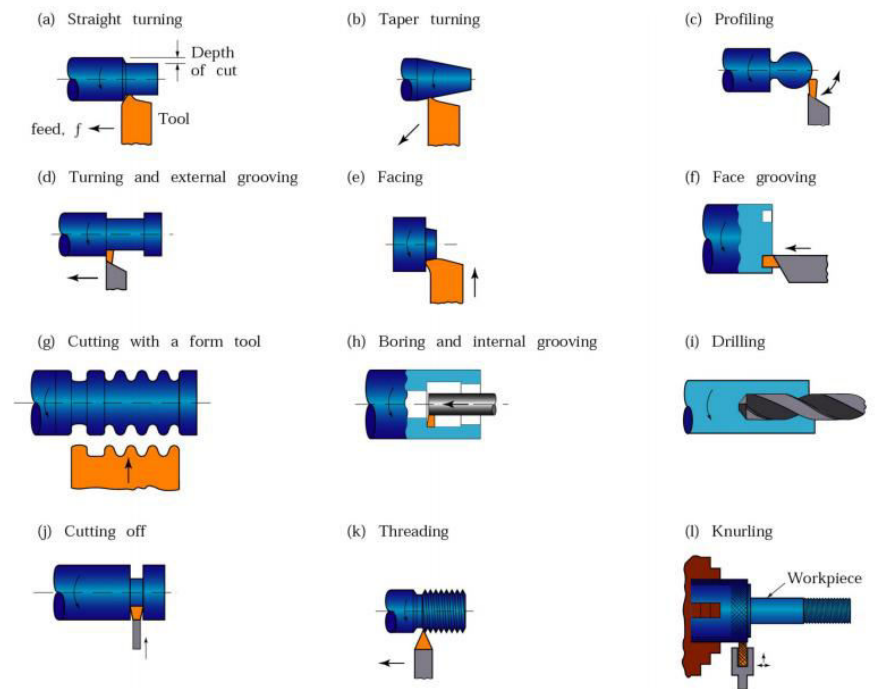 (a) Straight turning
Depth
of cut
Tool
feed, f
(b) Taper turning
(c) Profiling
(d) Turning and external grooving
(e) Facing
(f) Face grooving
(g) Cutting with a form tool
(h) Boring and internal grooving
(i) Drilling
(j) Cutting off
(k) Threading
(l) Knurling
Workpiece